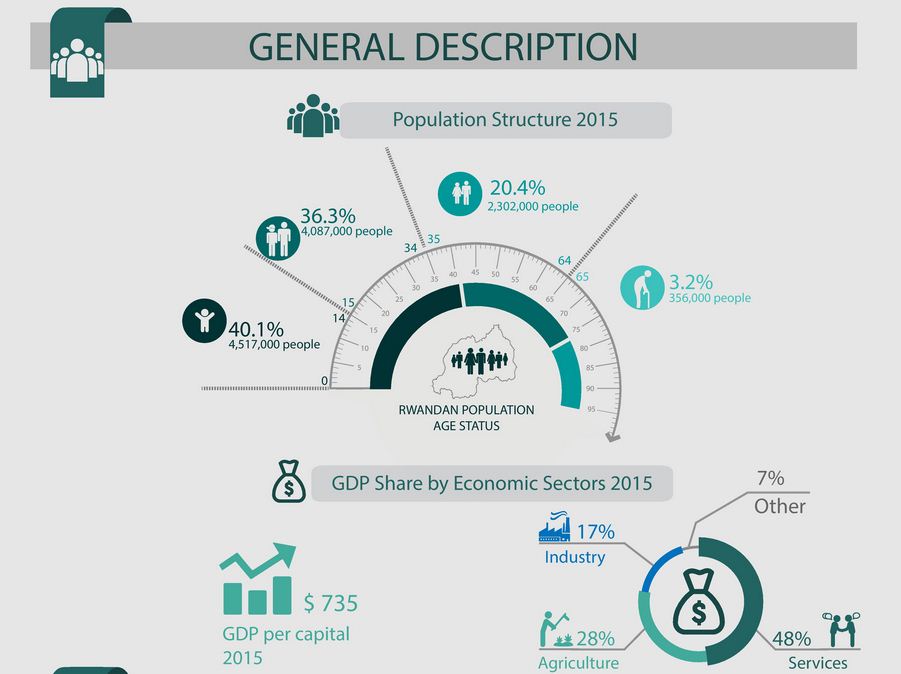 GENERAL DESCRIPTION
Population Structure 2015
20.4%
2,302,000 people
36.3%
4,087,000 people
34
35
64
65
3.2%
356,000 people
15
14
40.1%
4,517,000 people
0
5
10
15
20
25
30
35
40
45
50
55
60
65
70
75
80
85
90
95
RWANDAN POPULATION
AGE STATUS
GDP Share by Economic Sectors 2015
7%
Other
17%
Industry
$
$ 735
GDP per capital
2015
$
28%
Agriculture
48%
Services